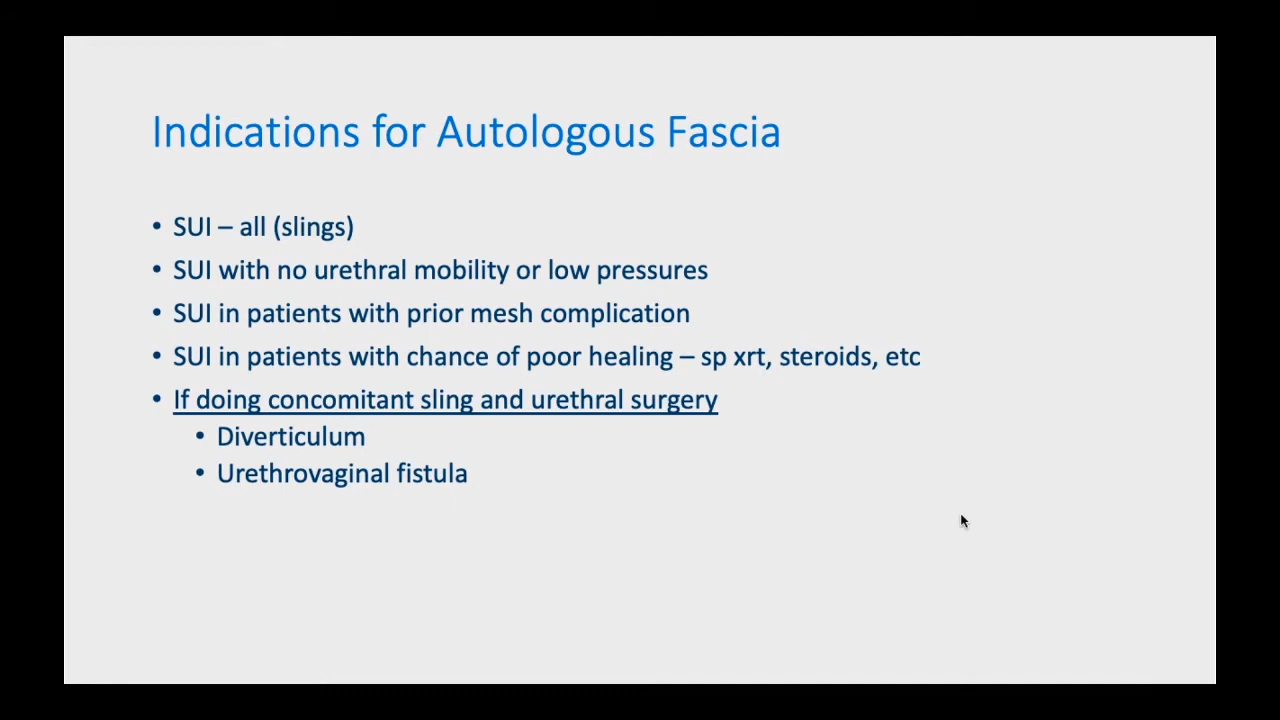 Indications for Autologous Fascia
• SUI – all (slings)
• SUI with no urethral mobility or low pressures
• SUI in patients with prior mesh complication
• SUI in patients with chance of poor healing – sp xrt, steroids, etc
• If doing concomitant sling and urethral surgery
• Diverticulum
• Urethrovaginal fistula